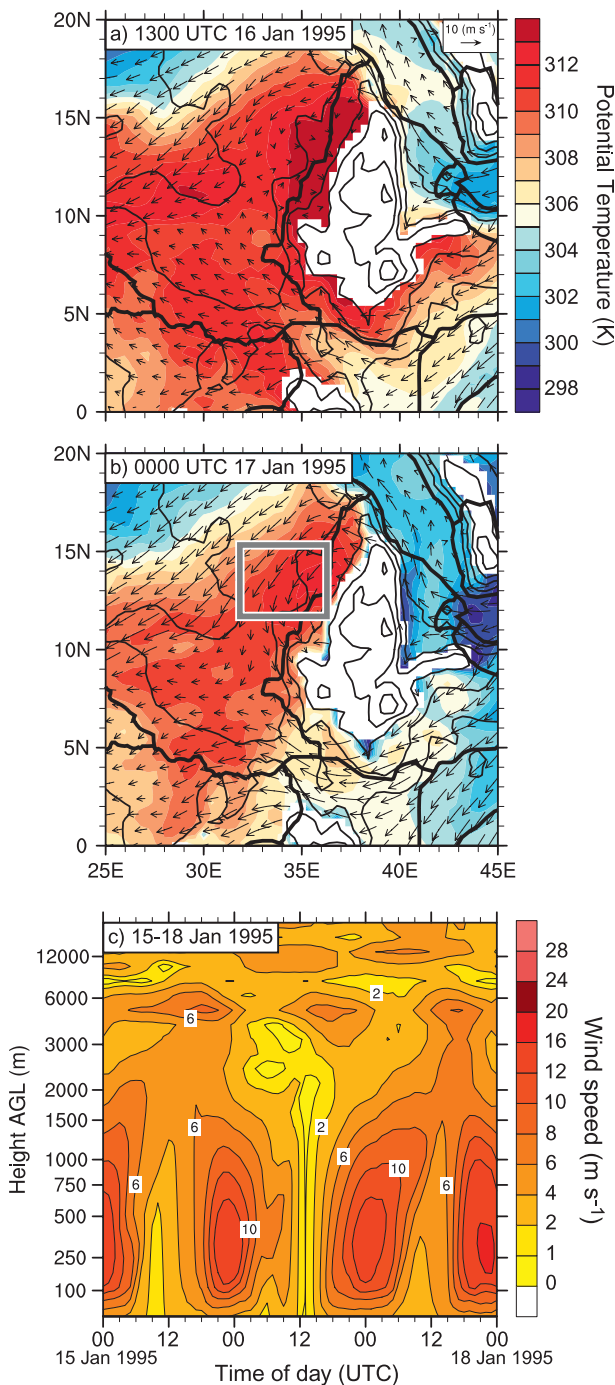 a) 1300 UTC 16 Jan 1995
10 (m s⁻¹)
20N
15N
10N
5N
0
312
310
308
306
304
302
300
298
Potential Temperature (K)
b) 0000 UTC 17 Jan 1995
20N
15N
10N
5N
0
25E 30E 35E 40E 45E
c) 15-18 Jan 1995
Height AGL (m)
12000
6000
3000
2000
1500
1000
750
500
250
100
2
6
6 2
6 6 10 6
10
28
24
20
16
14
12
10
8
6
4
2
1
0
Wind speed (m s⁻¹)
00 12 00 12 00 12 00
15 Jan 1995 18 Jan 1995
Time of day (UTC)